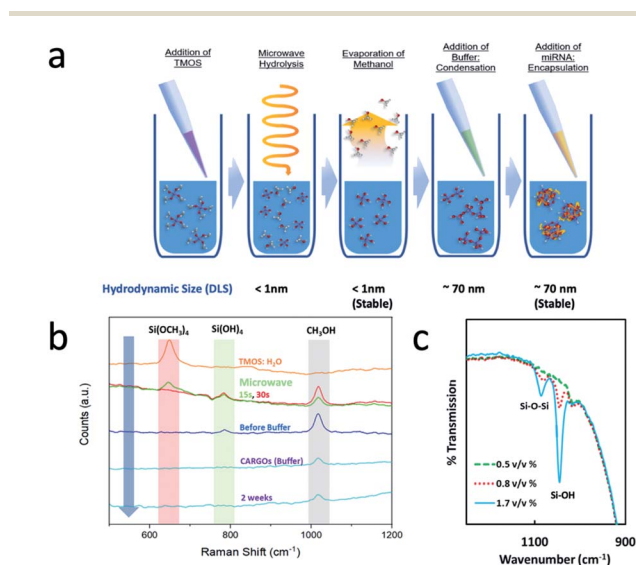 a
Addition of
TMOS
Microwave
Hydrolysis
Evaporation of
Methanol
Addition of
Buffer:
Condensation
Addition of
miRNA:
Encapsulation
Hydrodynamic Size (DLS)
< 1nm
< 1nm
(Stable)
~ 70 nm
~ 70 nm
(Stable)
b
Si(OCH₃)₄
Si(OH)₄
CH₃OH
TMOS: H₂O
Microwave
15s, 30s
Before Buffer
CARGOs (Buffer)
2 weeks
Counts (a.u.)
600
800
1000
1200
Raman Shift (cm⁻¹)
c
Si-O-Si
Si-OH
0.5 v/v %
0.8 v/v %
1.7 v/v %
% Transmission
1100
900
Wavenumber (cm⁻¹)